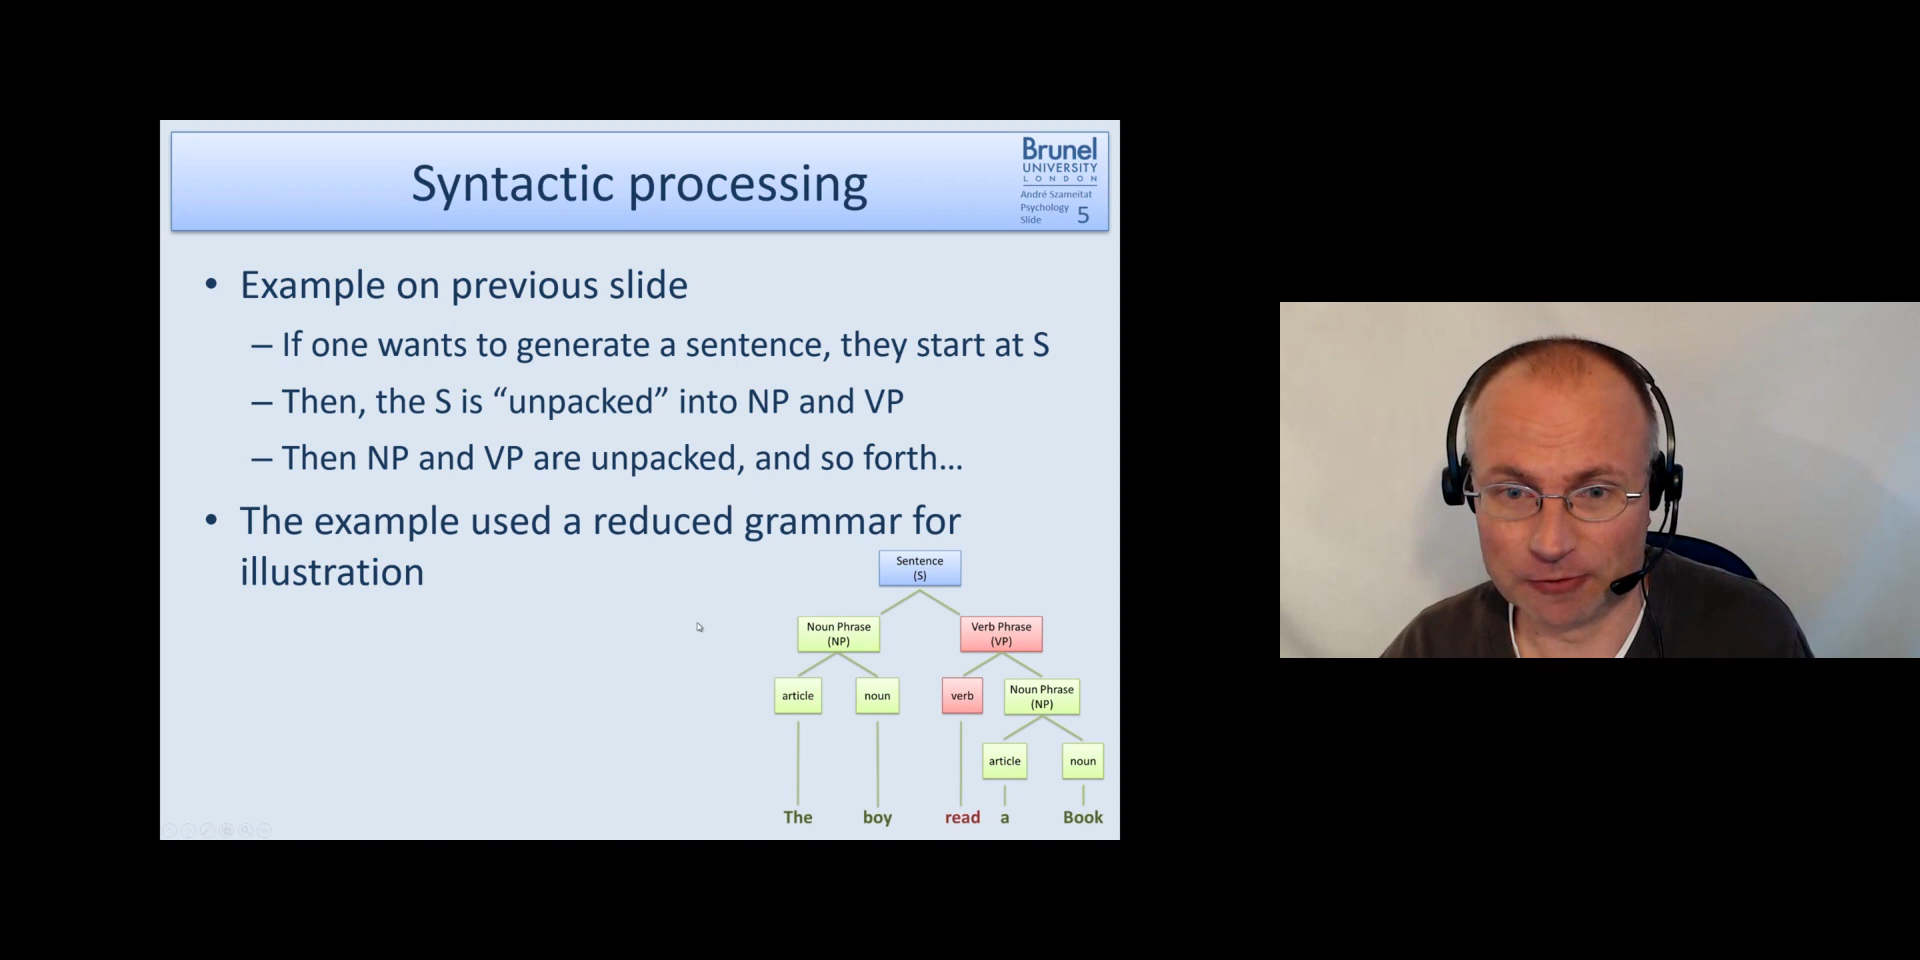 Syntactic processing
Brunel
UNIVERSITY
LONDON
André Szameitat
Psychology
Slide 5
• Example on previous slide
– If one wants to generate a sentence, they start at S
– Then, the S is “unpacked” into NP and VP
– Then NP and VP are unpacked, and so forth…
• The example used a reduced grammar for
illustration
Sentence
(S)
Noun Phrase
(NP)
Verb Phrase
(VP)
article
noun
verb
Noun Phrase
(NP)
article
noun
The boy read a Book